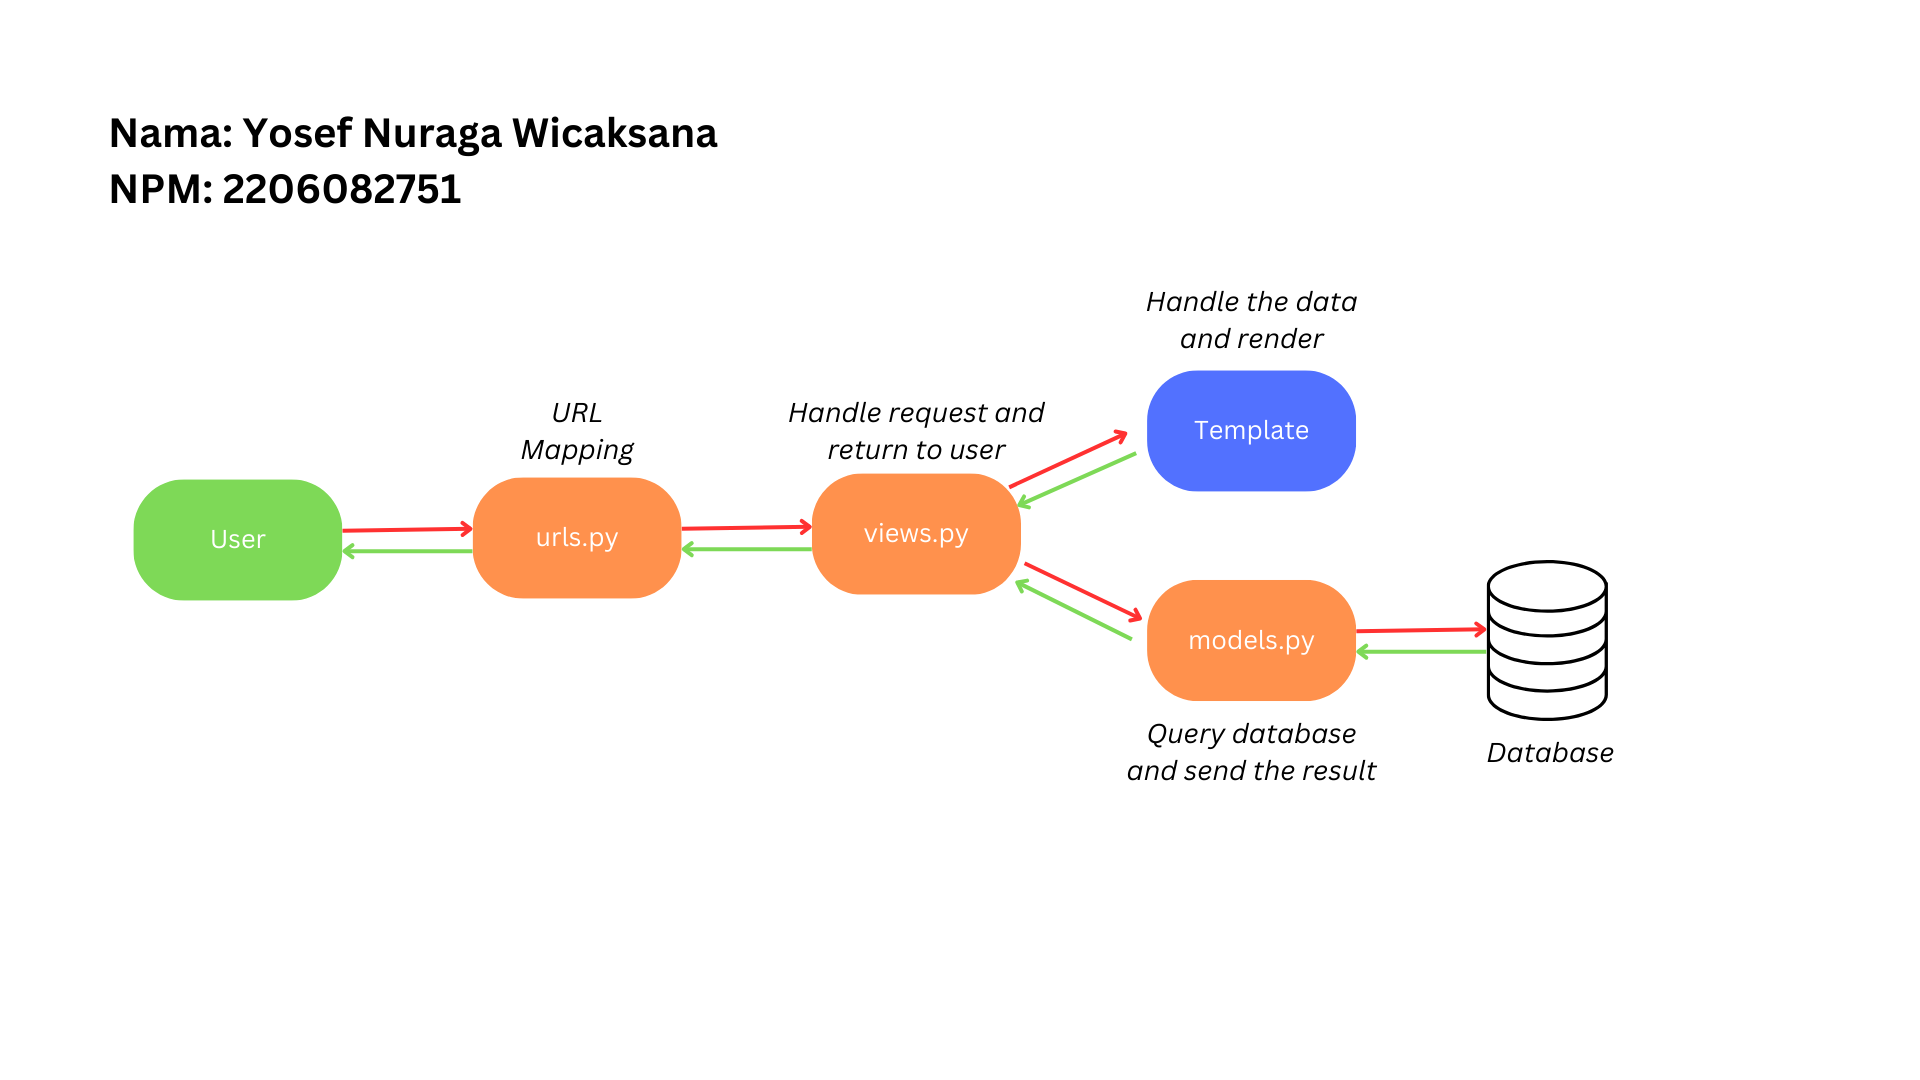 Nama: Yosef Nuraga Wicaksana
NPM: 2206082751
Handle the data
and render
URL
Mapping
Handle request and
return to user
Template
User
urls.py
views.py
models.py
Query database
and send the result
Database